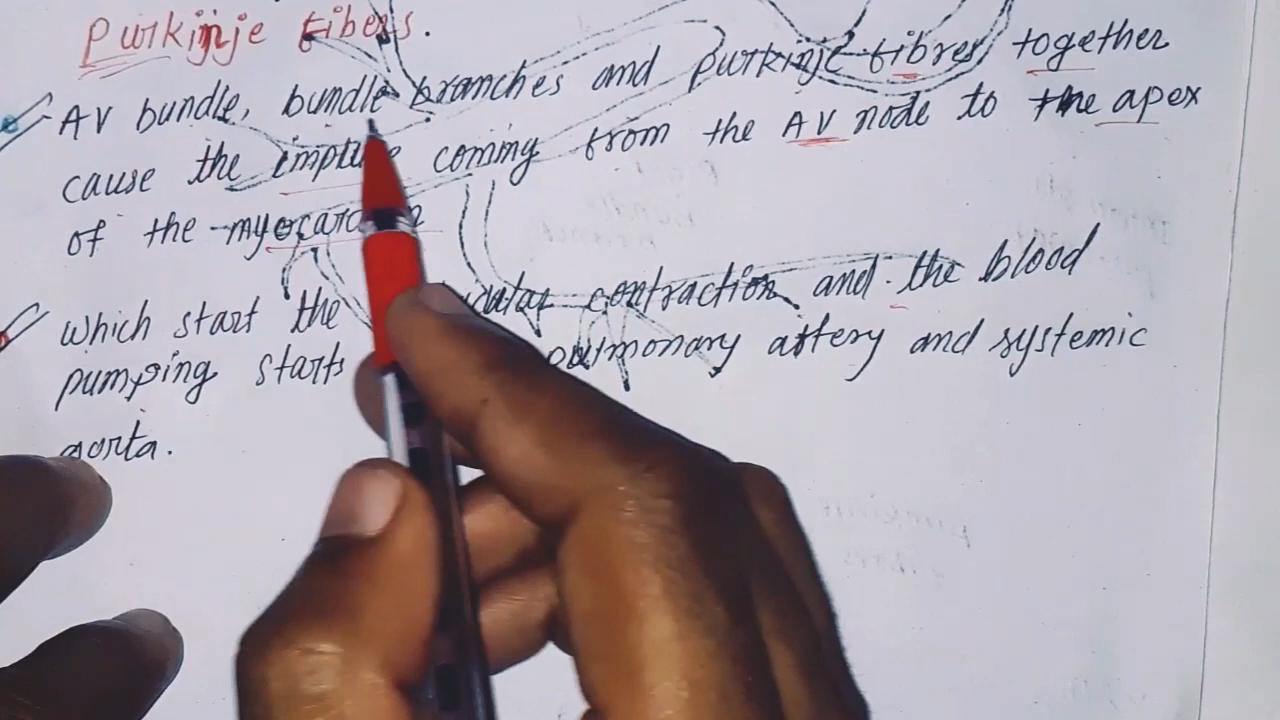 Purkinje fibers.
AV bundle, bundle branches and purkinje fibres together
cause the impulse coming from the AV node to the apex
of the
which start the contraction and the blood
pumping starts pulmonary artery and systemic
aorta.